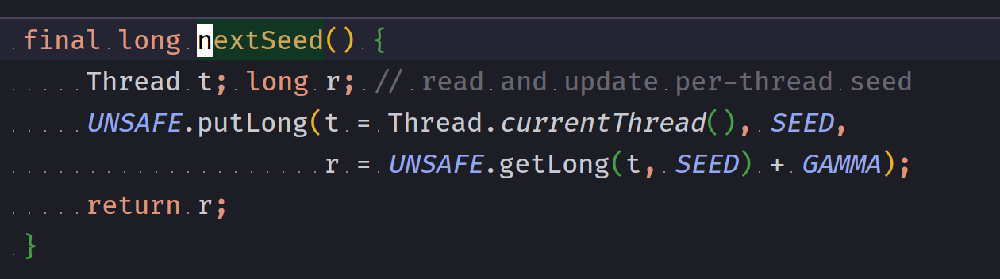 final long nextSeed() {
    Thread t; long r; // read and update per-thread seed
    UNSAFE.putLong(t = Thread.currentThread(), SEED,
                   r = UNSAFE.getLong(t, SEED) + GAMMA);
    return r;
}